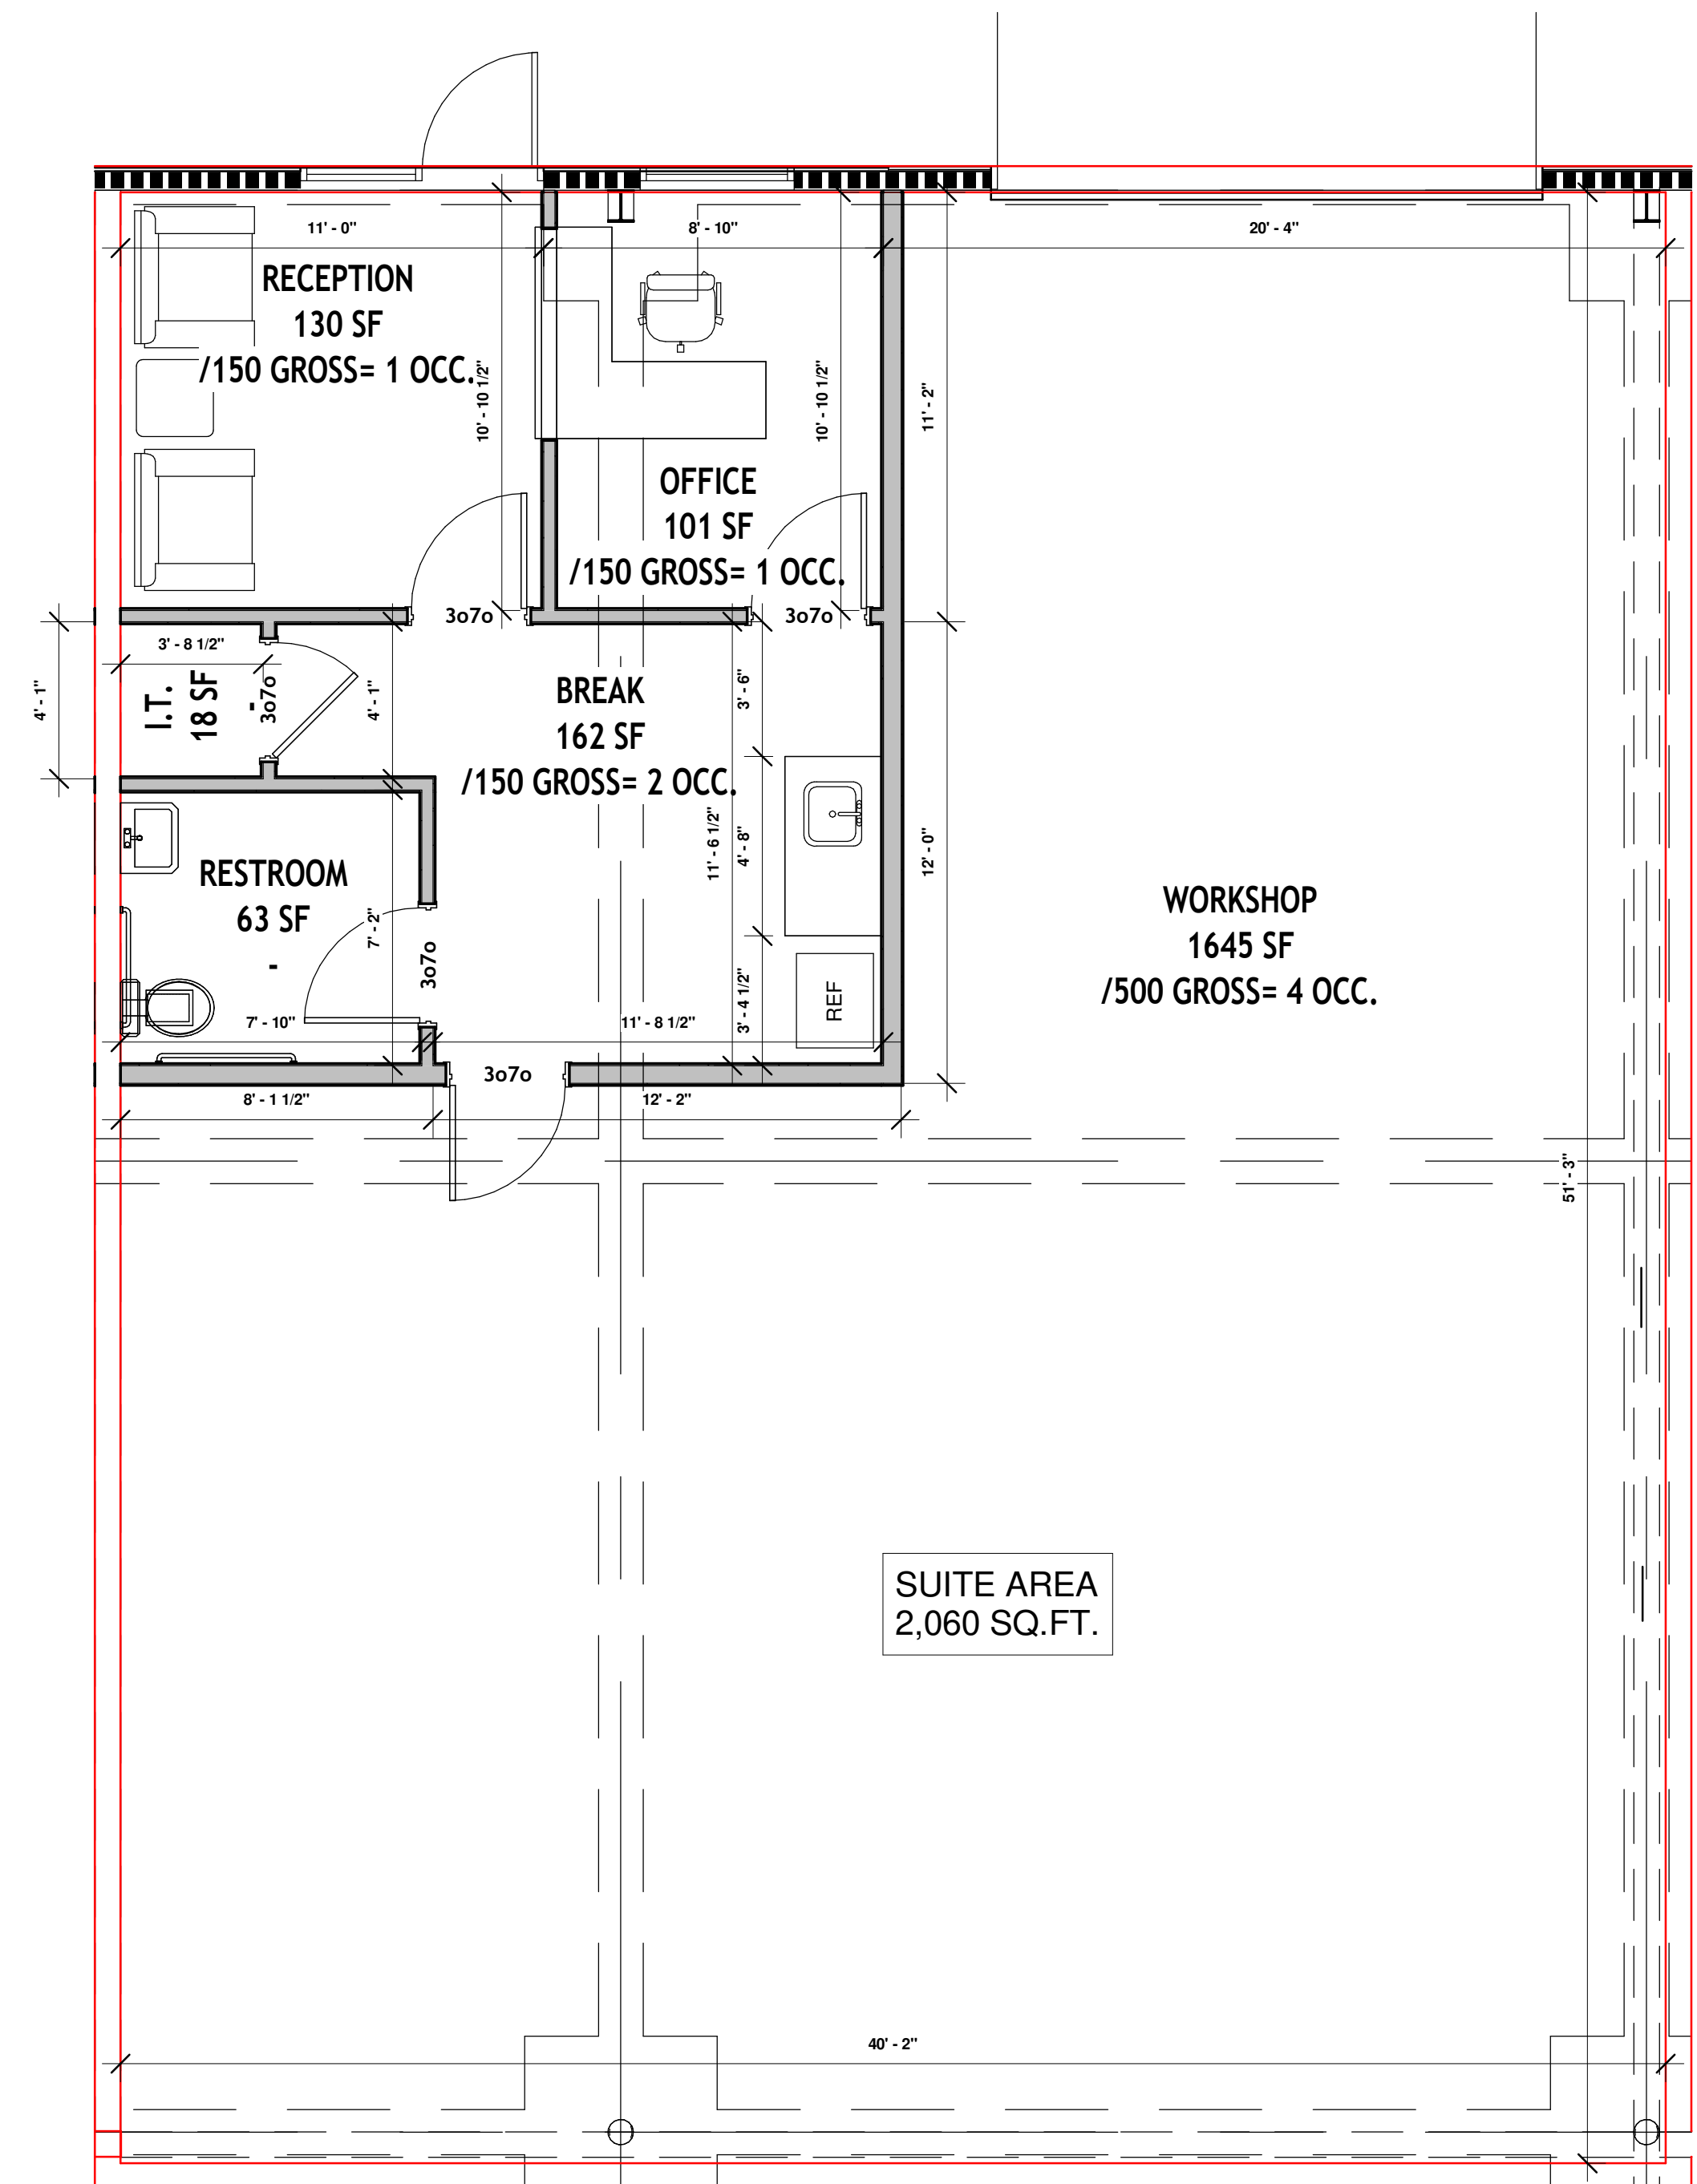 11' - 0"
8' - 10"
20' - 4"
RECEPTION
130 SF
/150 GROSS= 1 OCC.
10' - 10 1/2"
10' - 10 1/2"
11' - 2"
OFFICE
101 SF
/150 GROSS= 1 OCC.
3o7o
3o7o
3' - 8 1/2"
4' - 1"
I.T.
18 SF
-
3o7o
4' - 1"
BREAK
162 SF
/150 GROSS= 2 OCC.
3' - 6"
11' - 6 1/2"
4' - 8"
12' - 0"
RESTROOM
63 SF
-
7' - 2"
3o7o
WORKSHOP
1645 SF
/500 GROSS= 4 OCC.
3' - 4 1/2"
REF
7' - 10"
11' - 8 1/2"
3o7o
8' - 1 1/2"
12' - 2"
51' - 3"
SUITE AREA
2,060 SQ.FT.
40' - 2"